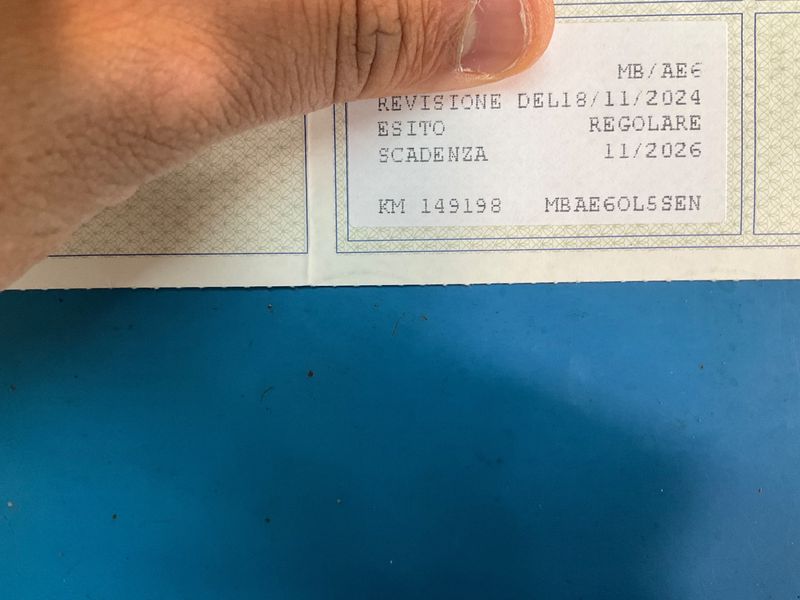 MB/AE6
REVISIONE DEL18/11/2024
ESITO REGOLARE
SCADENZA 11/2026
KM 149198 MBAE6OL5SEN